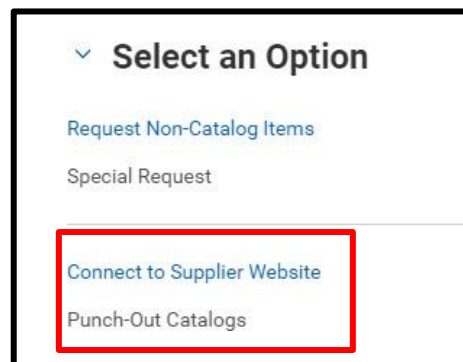 Select an Option
Request Non-Catalog Items
Special Request
Connect to Supplier Website
Punch-Out Catalogs